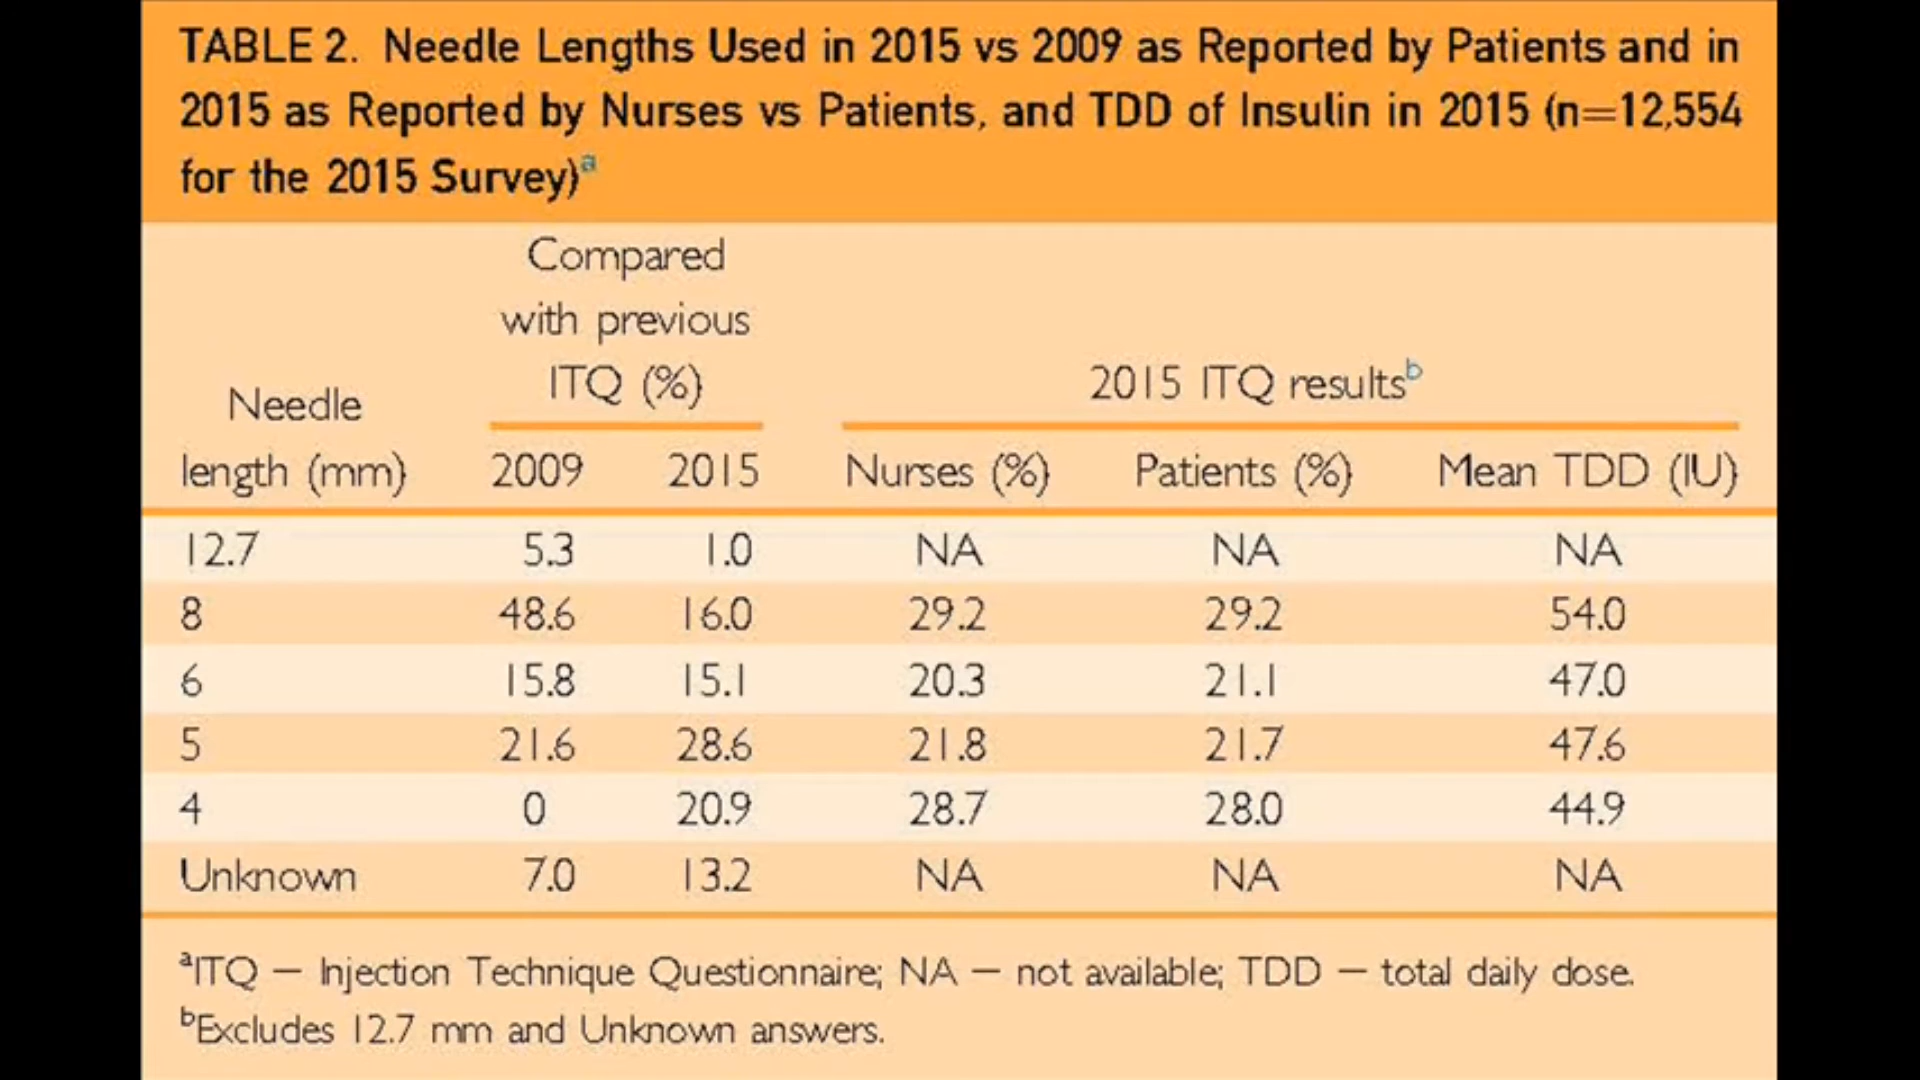 TABLE 2. Needle Lengths Used in 2015 vs 2009 as Reported by Patients and in
2015 as Reported by Nurses vs Patients, and TDD of Insulin in 2015 (n=12,554
for the 2015 Survey)a
Compared
with previous
ITQ (%)
2015 ITQ resultsb
Needle
length (mm) 2009 2015 Nurses (%) Patients (%) Mean TDD (IU)
12.7 5.3 1.0 NA NA NA
8 48.6 16.0 29.2 29.2 54.0
6 15.8 15.1 20.3 21.1 47.0
5 21.6 28.6 21.8 21.7 47.6
4 0 20.9 28.7 28.0 44.9
Unknown 7.0 13.2 NA NA NA
aITQ — Injection Technique Questionnaire; NA — not available; TDD — total daily dose.
bExcludes 12.7 mm and Unknown answers.